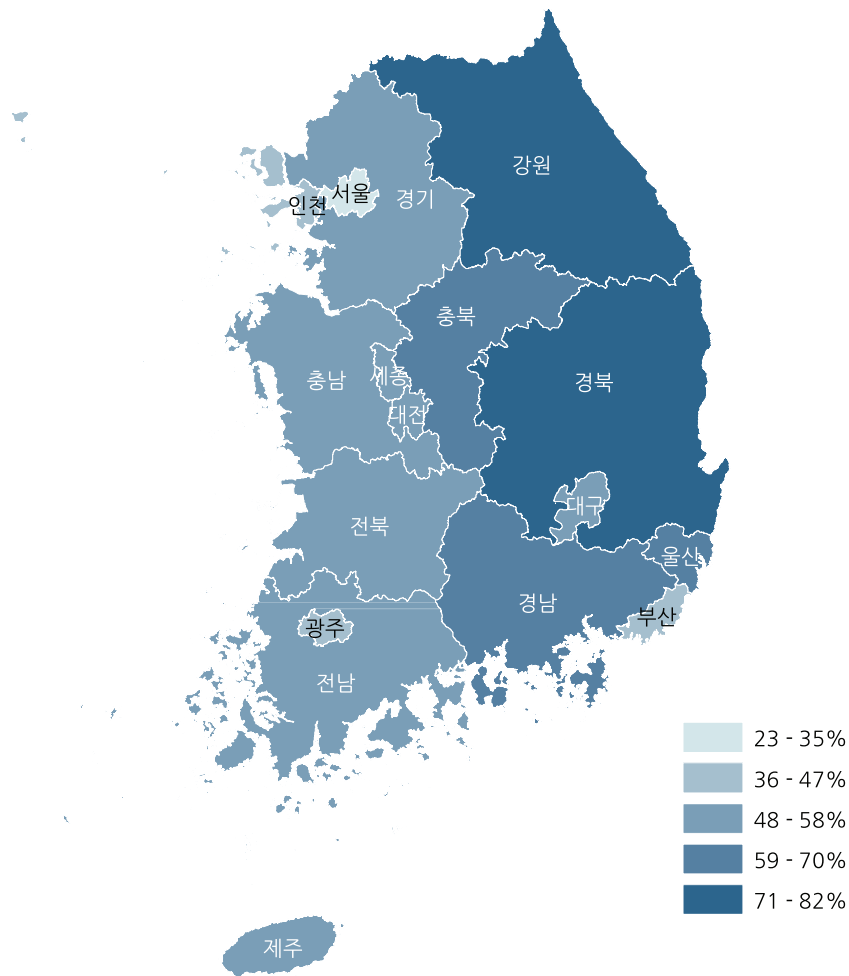 강원
서울
인천
경기
충북
세종
충남
경북
대전
대구
전북
울산
경남
부산
광주
전남
23 - 35%
36 - 47%
48 - 58%
59 - 70%
71 - 82%
제주